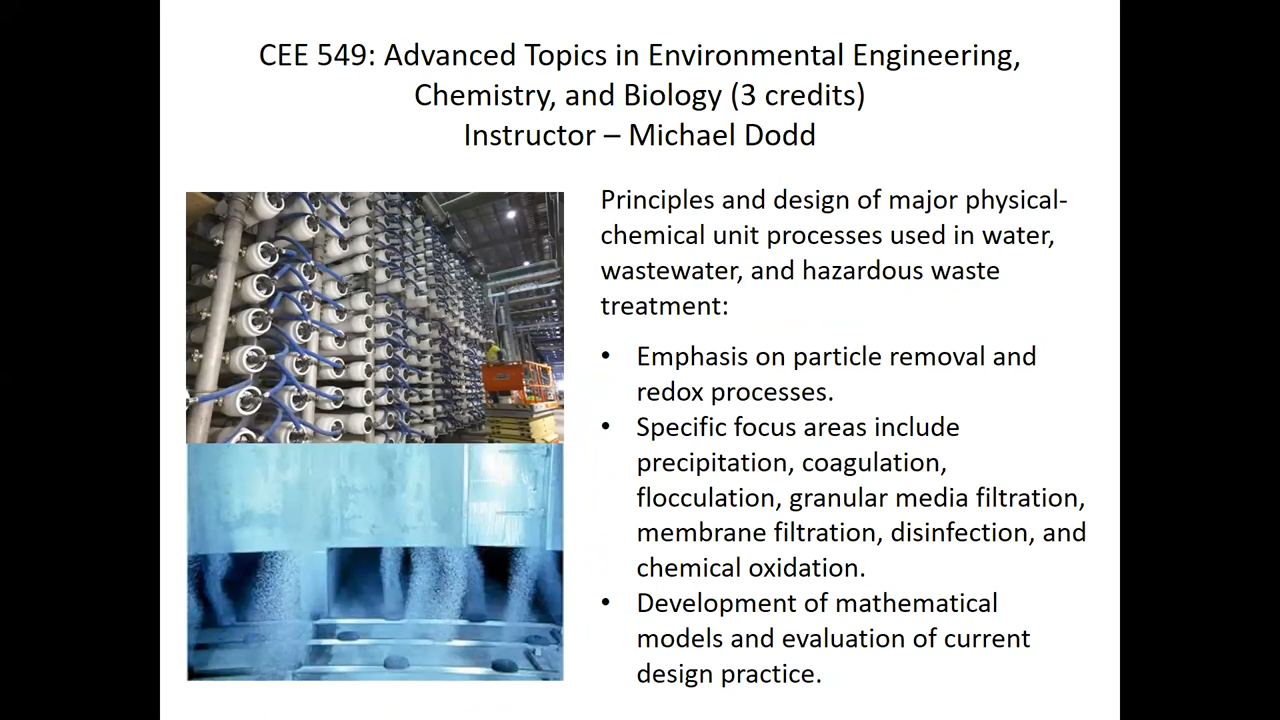 CEE 549: Advanced Topics in Environmental Engineering,
Chemistry, and Biology (3 credits)
Instructor – Michael Dodd
Principles and design of major physical-
chemical unit processes used in water,
wastewater, and hazardous waste
treatment:
• Emphasis on particle removal and
redox processes.
• Specific focus areas include
precipitation, coagulation,
flocculation, granular media filtration,
membrane filtration, disinfection, and
chemical oxidation.
• Development of mathematical
models and evaluation of current
design practice.